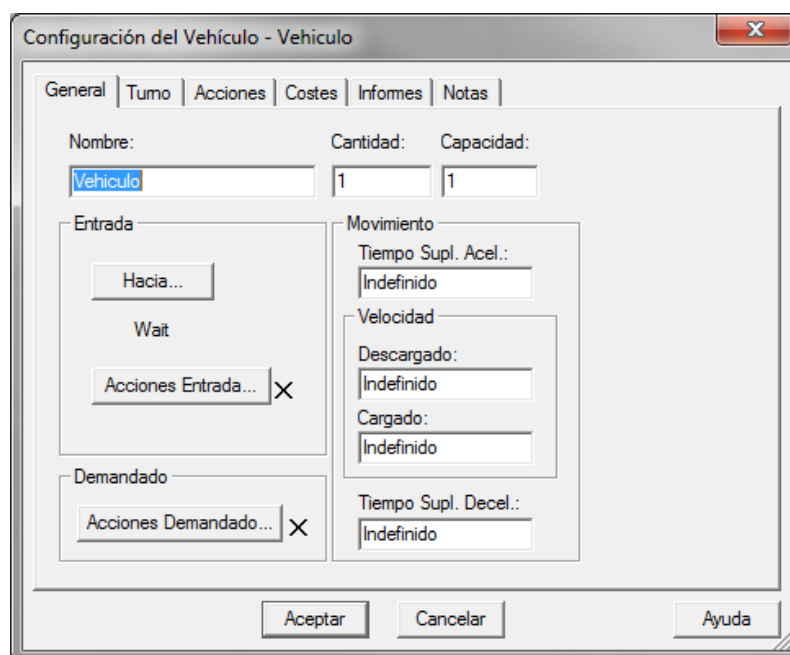 Configuración del Vehículo - Vehiculo
General Turno Acciones Costes Informes Notas
Nombre: Cantidad: Capacidad:
Vehiculo 1 1
Entrada
Hacia...
Wait
Acciones Entrada...
Demandado
Acciones Demandado...
Movimiento
Tiempo Supl. Acel.:
Indefinido
Velocidad
Descargado:
Indefinido
Cargado:
Indefinido
Tiempo Supl. Decel.:
Indefinido
Aceptar Cancelar Ayuda